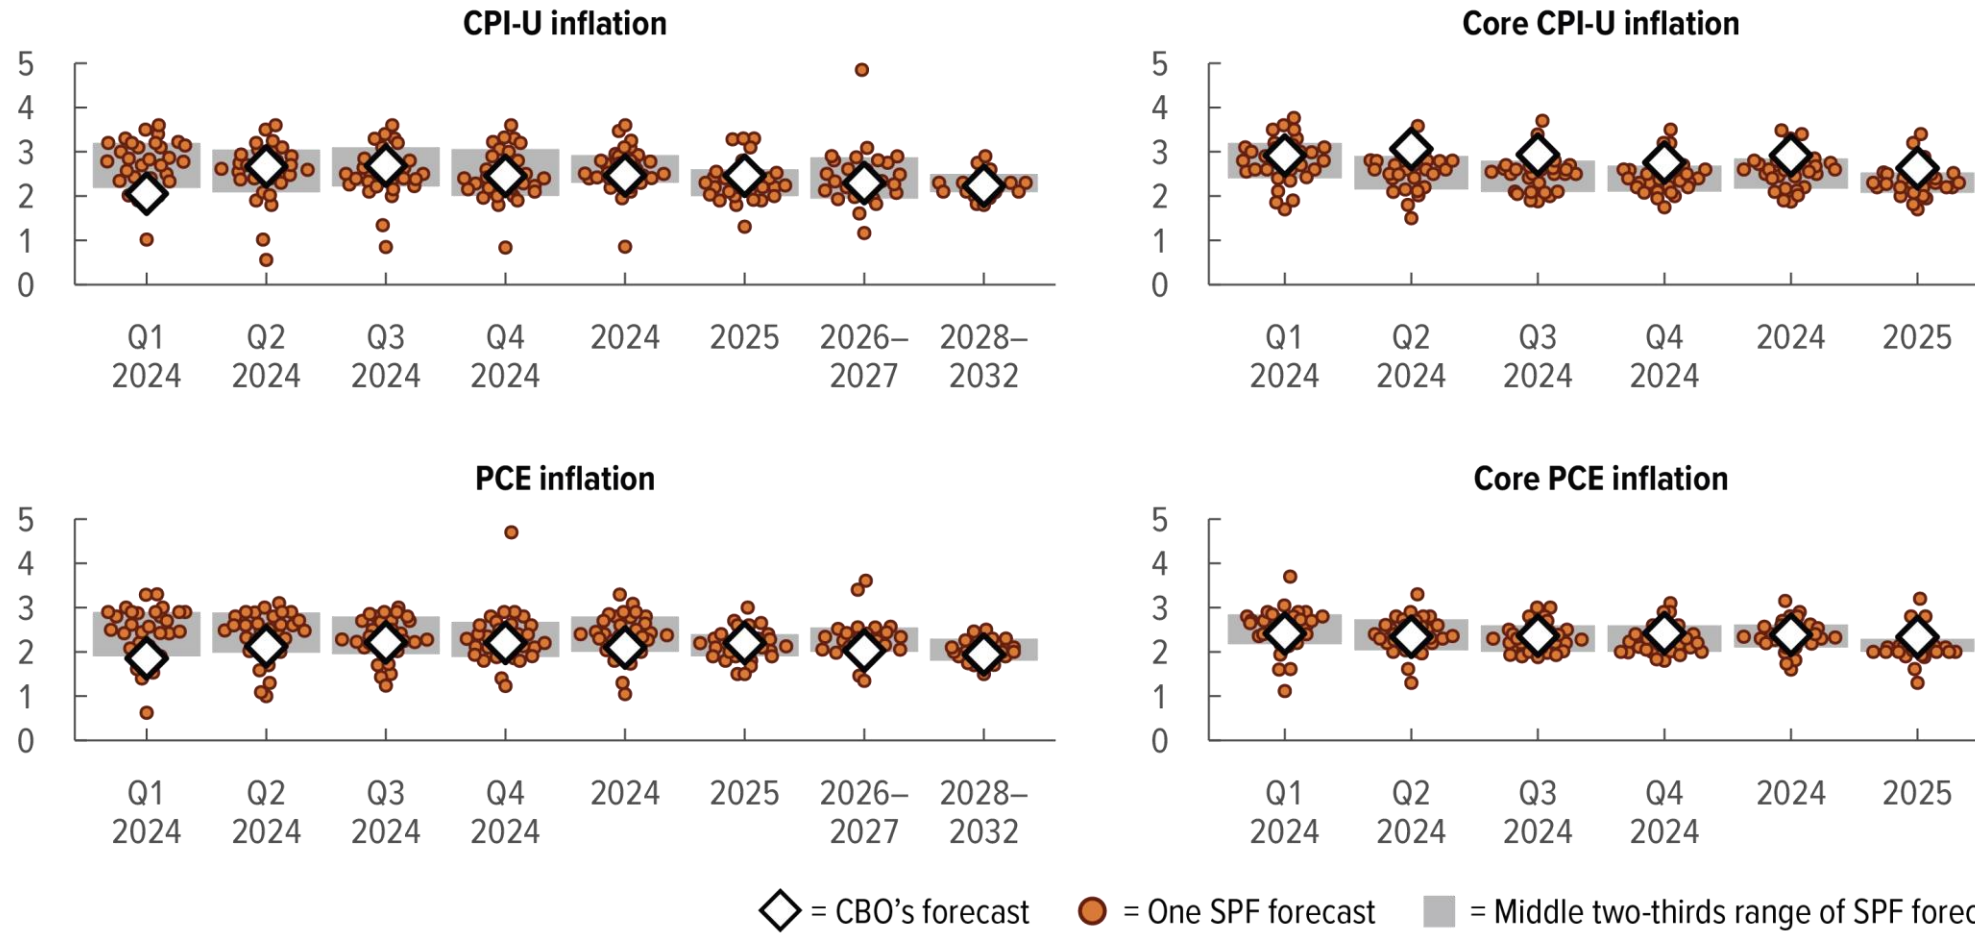 CPI-U inflation
5
4
3
2
1
0
Q1 Q2 Q3 Q4 2024 2025 2026– 2028–
2024 2024 2024 2024 2027 2032
Core CPI-U inflation
5
4
3
2
1
0
Q1 Q2 Q3 Q4 2024 2025
2024 2024 2024 2024
PCE inflation
5
4
3
2
1
0
Q1 Q2 Q3 Q4 2024 2025 2026– 2028–
2024 2024 2024 2024 2027 2032
Core PCE inflation
5
4
3
2
1
0
Q1 Q2 Q3 Q4 2024 2025
2024 2024 2024 2024
= CBO’s forecast = One SPF forecast = Middle two-thirds range of SPF